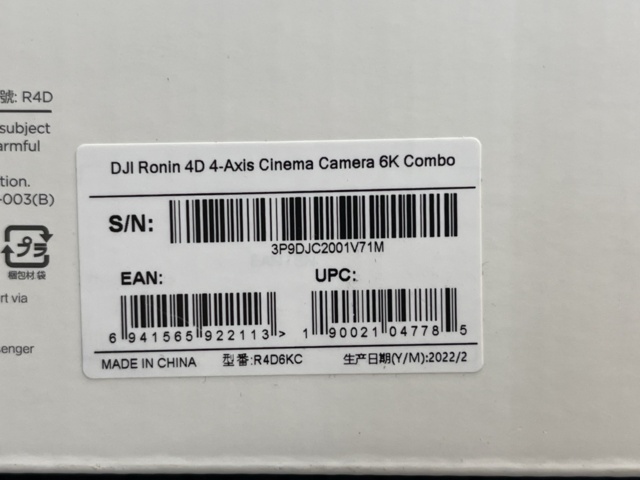 號: R4D
subject
armful
tion.
-003(B)
プラ
梱包材.袋
rt via
senger
DJI Ronin 4D 4-Axis Cinema Camera 6K Combo
S/N:
3P9DJC2001V71M
EAN: UPC:
6 941565 922113 > 1 90021 04778 5
MADE IN CHINA 型番:R4D6KC 生产日期(Y/M):2022/2